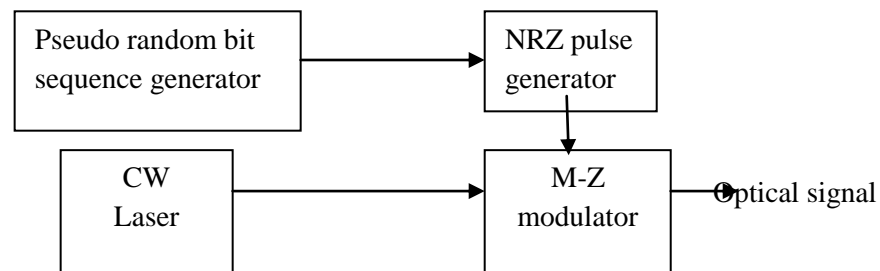 Pseudo random bit
sequence generator
NRZ pulse
generator
CW
Laser
M-Z
modulator
Optical signal